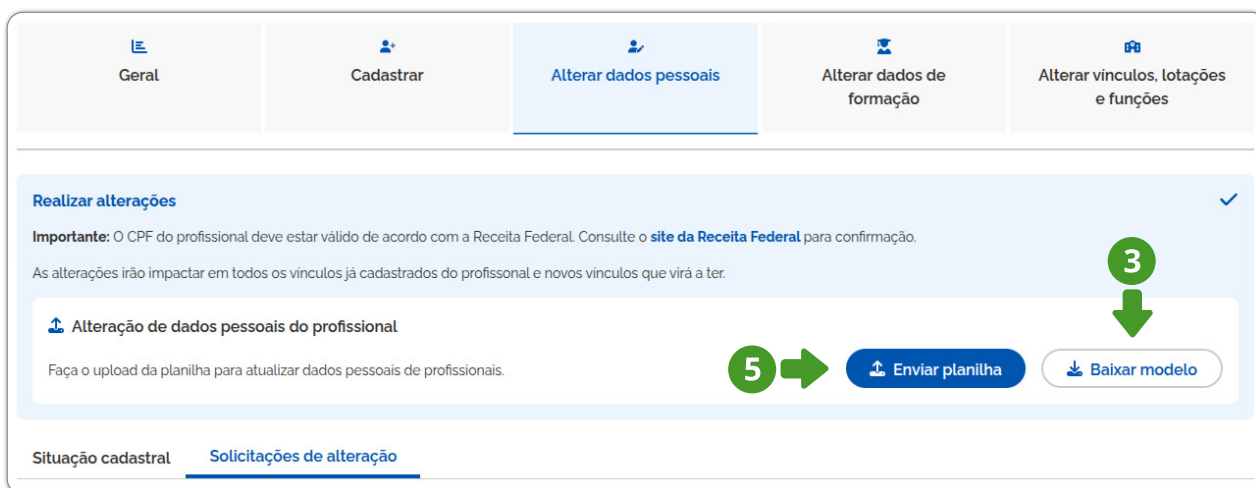 Geral
Cadastrar
Alterar dados pessoais
Alterar dados de
formação
Alterar vínculos, lotações
e funções
Realizar alterações
Importante: O CPF do profissional deve estar válido de acordo com a Receita Federal. Consulte o site da Receita Federal para confirmação.
As alterações irão impactar em todos os vínculos já cadastrados do profissonal e novos vínculos que virá a ter.
3
Alteração de dados pessoais do profissional
Faça o upload da planilha para atualizar dados pessoais de profissionais.
5
Enviar planilha
Baixar modelo
Situação cadastral
Solicitações de alteração